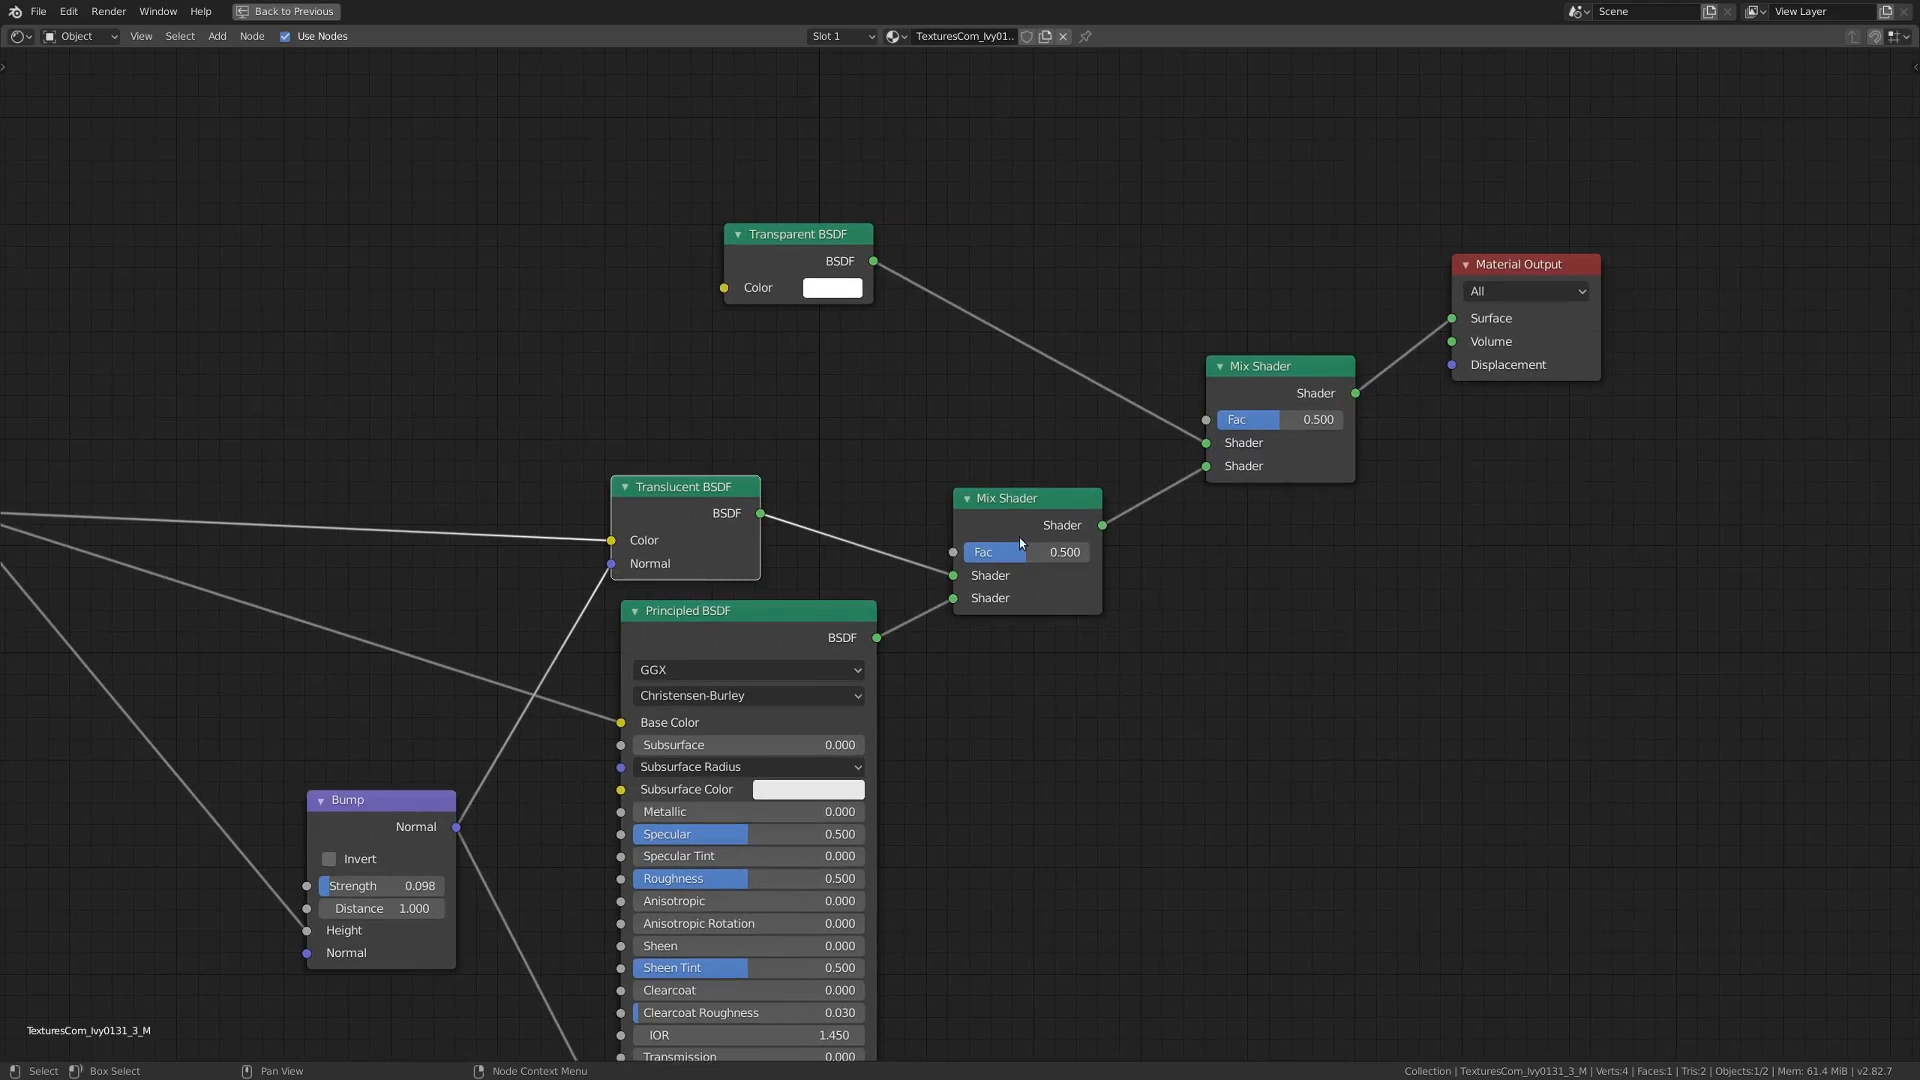 File Edit Render Window Help Back to Previous Scene View Layer
Object View Select Add Node Use Nodes Slot 1 TexturesCom_Ivy01..
Transparent BSDF
BSDF
Color
Material Output
All
Surface
Volume
Displacement
Mix Shader
Shader
Fac 0.500
Shader
Shader
Translucent BSDF
BSDF
Color
Normal
Mix Shader
Shader
Fac 0.500
Shader
Shader
Principled BSDF
BSDF
GGX
Christensen-Burley
Base Color
Subsurface 0.000
Subsurface Radius
Subsurface Color
Metallic 0.000
Specular 0.500
Specular Tint 0.000
Roughness 0.500
Anisotropic 0.000
Anisotropic Rotation 0.000
Sheen 0.000
Sheen Tint 0.500
Clearcoat 0.000
Clearcoat Roughness 0.030
IOR 1.450
Transmission 0.000
Bump
Normal
Invert
Strength 0.098
Distance 1.000
Height
Normal
TexturesCom_Ivy0131_3_M
Select Box Select Pan View Node Context Menu Collection | TexturesCom_Ivy0131_3_M | Verts:4 | Faces:1 | Tris:2 | Objects:1/2 | Mem: 61.4 MiB | v2.82.7